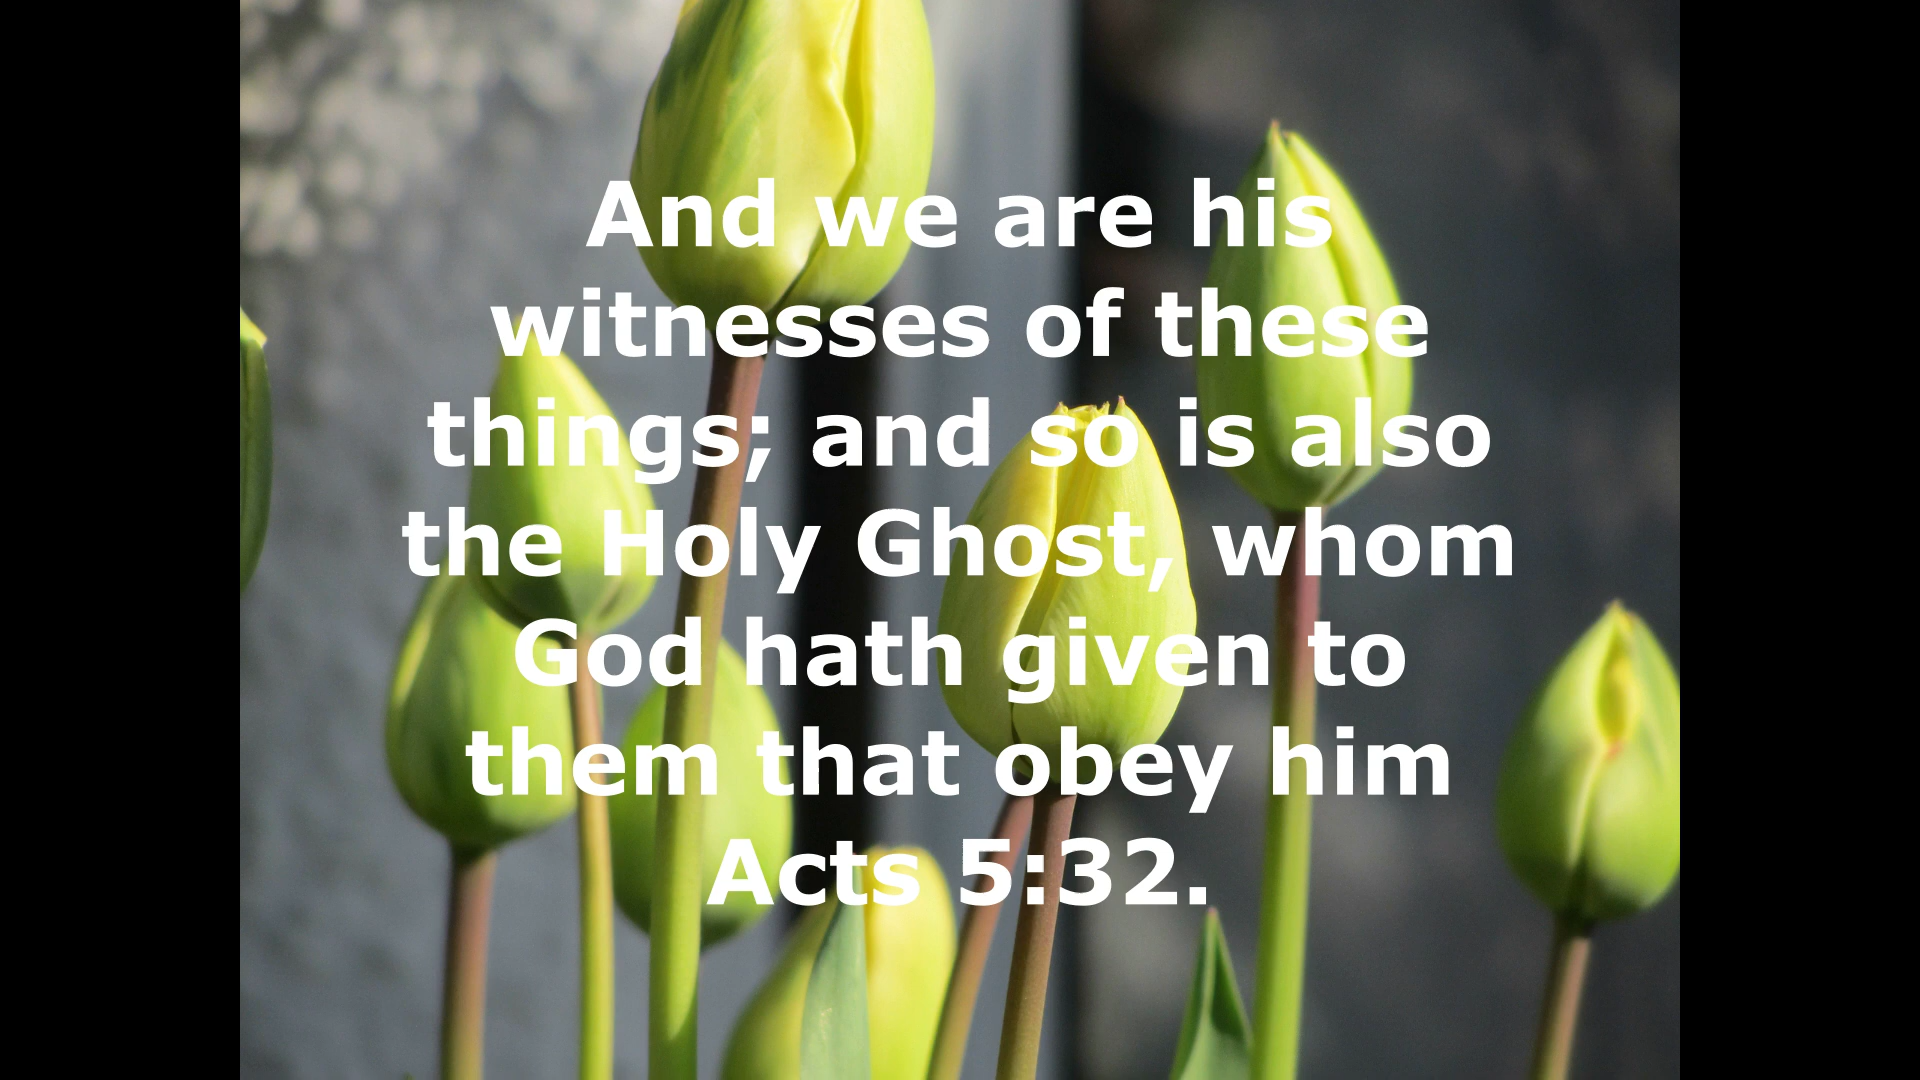 And we are his
witnesses of these
things; and so is also
the Holy Ghost, whom
God hath given to
them that obey him
Acts 5:32.